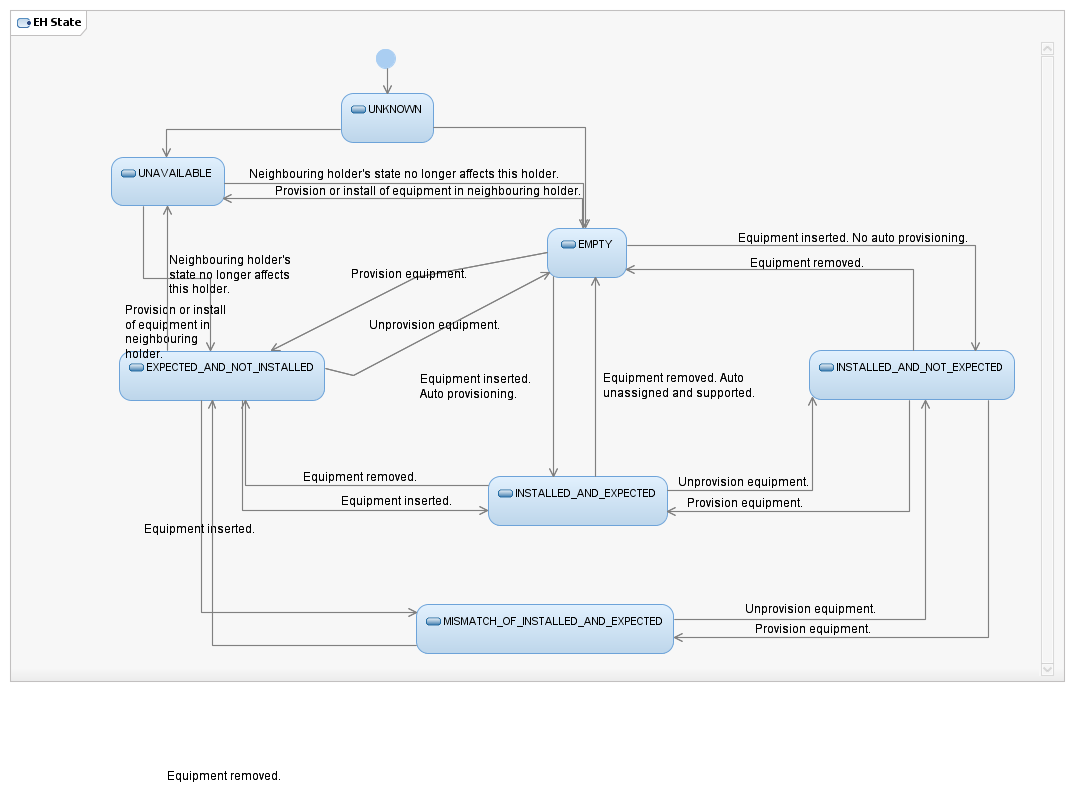 EH State
UNKNOWN
UNAVAILABLE
Neighbouring holder's state no longer affects this holder.
Provision or install of equipment in neighbouring holder.
EMPTY
Equipment inserted. No auto provisioning.
Equipment removed.
Neighbouring holder's
state no longer affects
this holder.
Provision equipment.
Provision or install
of equipment in
neighbouring
holder.
Unprovision equipment.
EXPECTED_AND_NOT_INSTALLED
INSTALLED_AND_NOT_EXPECTED
Equipment inserted.
Auto provisioning.
Equipment removed. Auto
unassigned and supported.
Equipment removed.
Equipment inserted.
INSTALLED_AND_EXPECTED
Unprovision equipment.
Provision equipment.
Equipment inserted.
MISMATCH_OF_INSTALLED_AND_EXPECTED
Unprovision equipment.
Provision equipment.
Equipment removed.